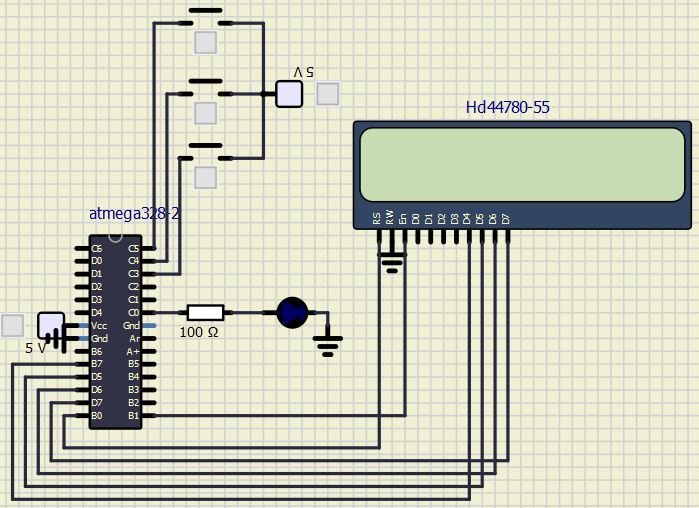 5 V
Hd44780-55
RS RW En D0 D1 D2 D3 D4 D5 D6 D7
atmega328-2
C6 C5
D0 C4
D1 C3
D2 C2
D3 C1
D4 C0
Vcc Gnd
Gnd Ar
B6 A+
B7 B5
D5 B4
D6 B3
D7 B2
B0 B1
100 Ω
5 V